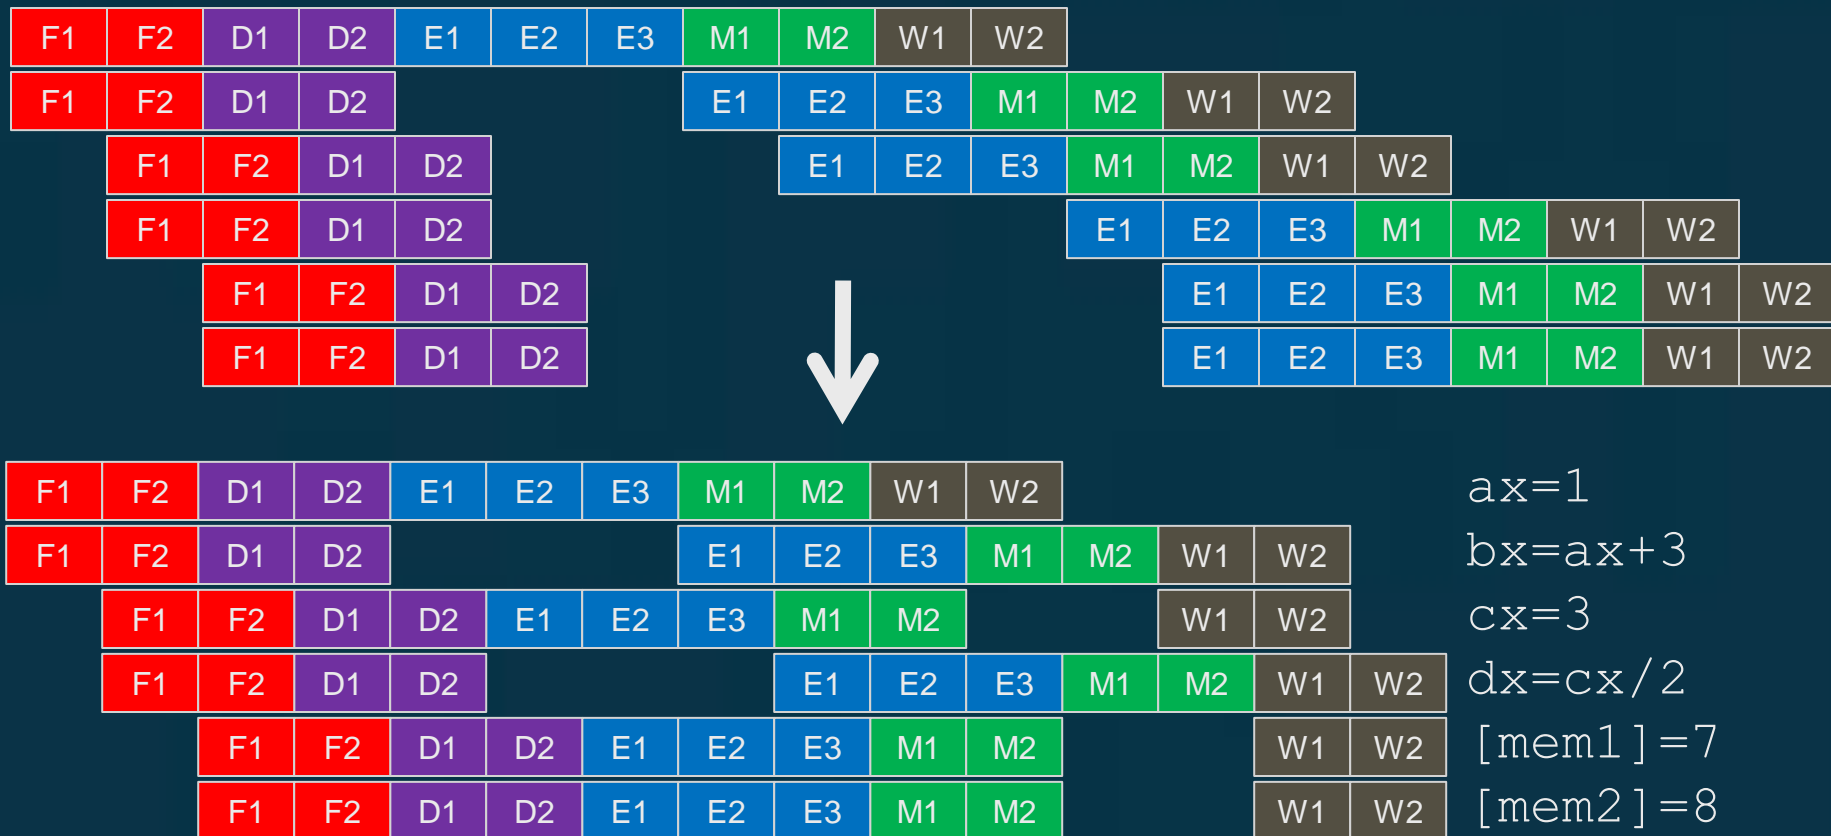 F1 F2 D1 D2 E1 E2 E3 M1 M2 W1 W2
F1 F2 D1 D2 E1 E2 E3 M1 M2 W1 W2
F1 F2 D1 D2 E1 E2 E3 M1 M2 W1 W2
F1 F2 D1 D2 E1 E2 E3 M1 M2 W1 W2
F1 F2 D1 D2 E1 E2 E3 M1 M2 W1 W2
F1 F2 D1 D2 E1 E2 E3 M1 M2 W1 W2
F1 F2 D1 D2 E1 E2 E3 M1 M2 W1 W2 ax=1
F1 F2 D1 D2 E1 E2 E3 M1 M2 W1 W2 bx=ax+3
F1 F2 D1 D2 E1 E2 E3 M1 M2 W1 W2 cx=3
F1 F2 D1 D2 E1 E2 E3 M1 M2 W1 W2 dx=cx/2
F1 F2 D1 D2 E1 E2 E3 M1 M2 W1 W2 [mem1]=7
F1 F2 D1 D2 E1 E2 E3 M1 M2 W1 W2 [mem2]=8